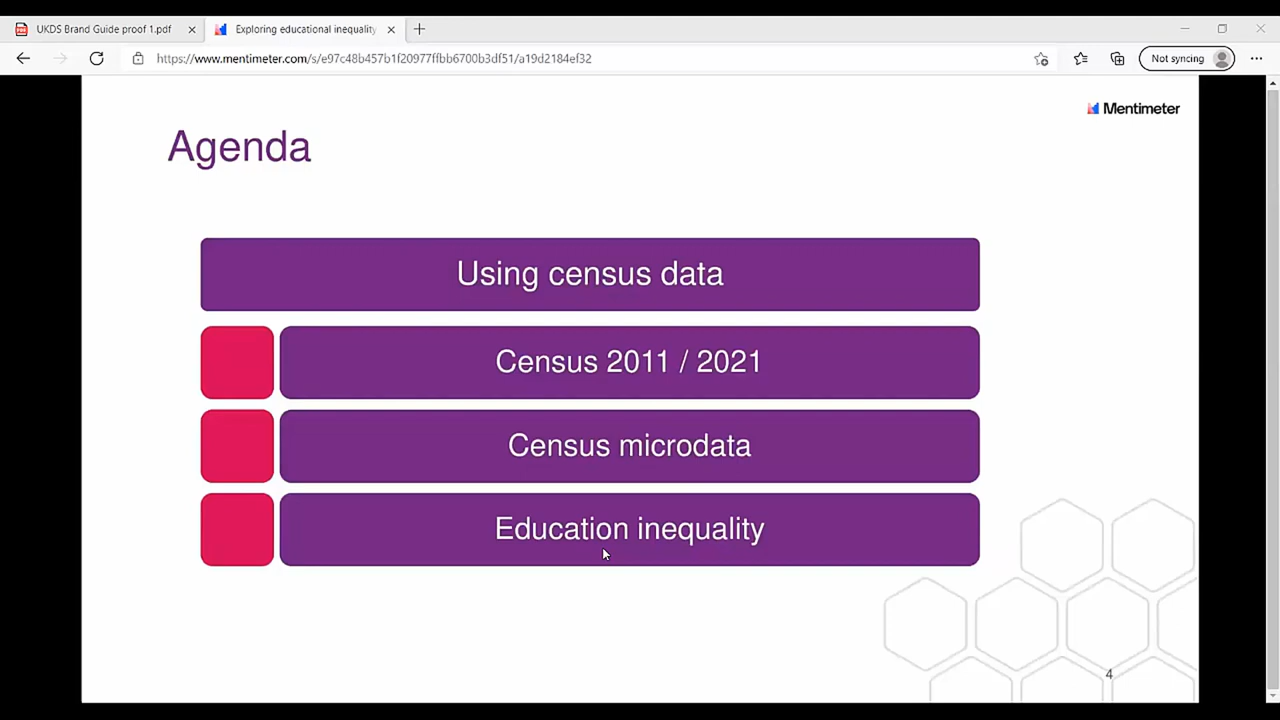 UKDS Brand Guide proof 1.pdf
Exploring educational inequality
https://www.mentimeter.com/s/e97c48b457b1f20977ffbb6700b3df51/a19d2184ef32
Not syncing
Mentimeter
Agenda
Using census data
Census 2011 / 2021
Census microdata
Education inequality
4